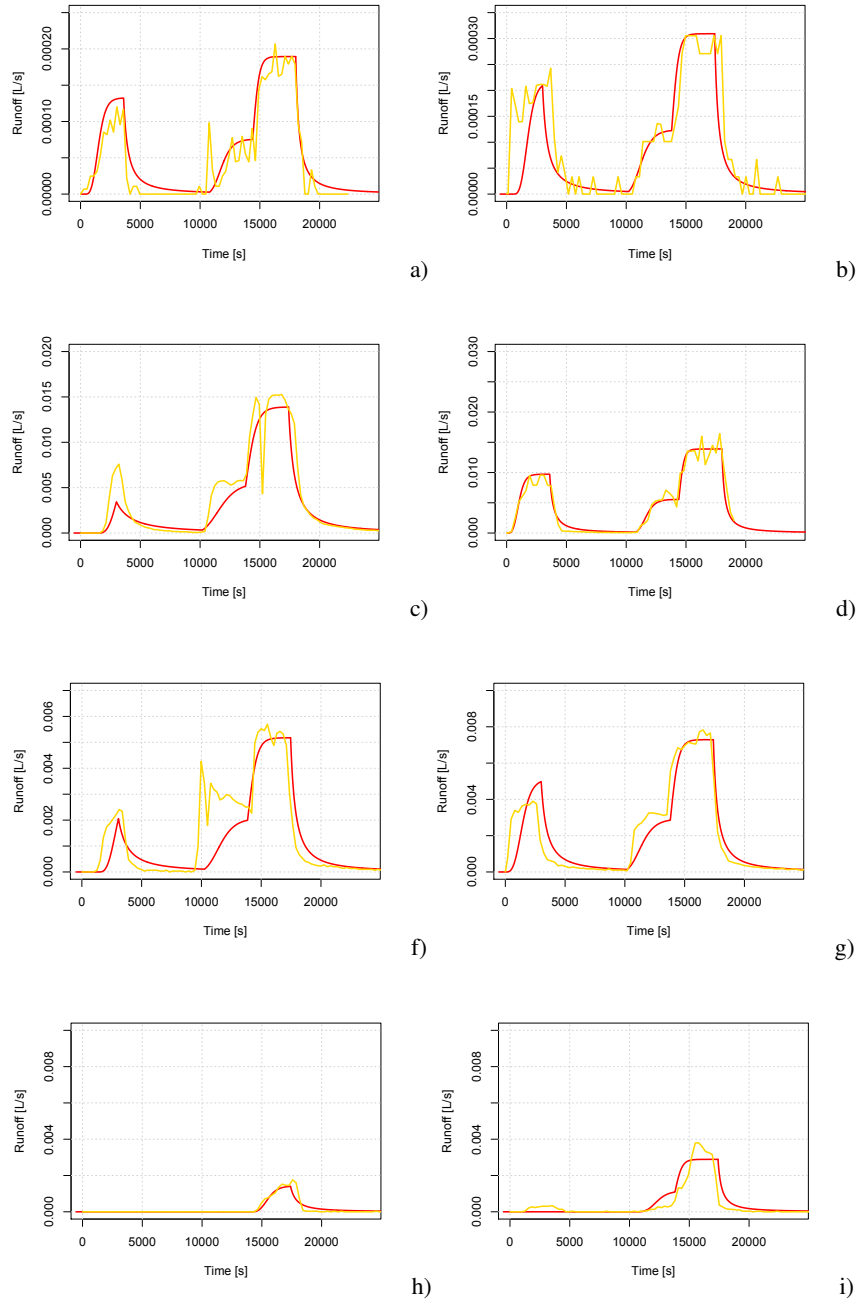 Runoff [L/s]
0.00000 0.00010 0.00020
0 5000 10000 15000 20000
Time [s]
a)
Runoff [L/s]
0.00000 0.00015 0.00030
0 5000 10000 15000 20000
Time [s]
b)
Runoff [L/s]
0.000 0.005 0.010 0.015 0.020
0 5000 10000 15000 20000
Time [s]
c)
Runoff [L/s]
0.000 0.010 0.020 0.030
0 5000 10000 15000 20000
Time [s]
d)
Runoff [L/s]
0.000 0.002 0.004 0.006
0 5000 10000 15000 20000
Time [s]
f)
Runoff [L/s]
0.000 0.004 0.008
0 5000 10000 15000 20000
Time [s]
g)
Runoff [L/s]
0.000 0.004 0.008
0 5000 10000 15000 20000
Time [s]
h)
Runoff [L/s]
0.000 0.004 0.008
0 5000 10000 15000 20000
Time [s]
i)